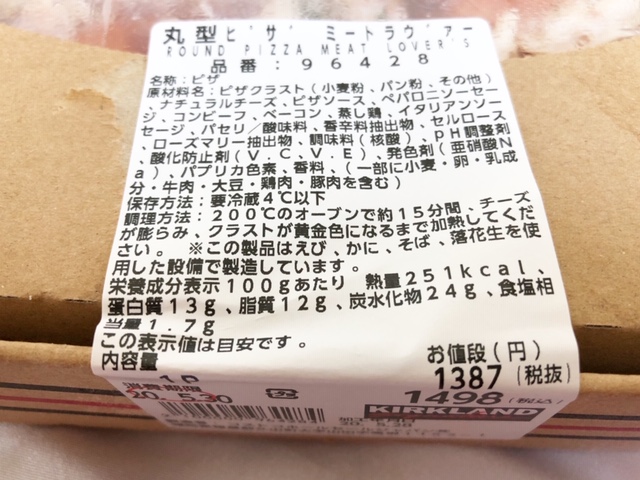 丸型ピザ ミートラヴァー
ROUND PIZZA MEAT LOVER'S
品番:96428
名称:ピザ
原材料名:ピザクラスト(小麦粉、パン粉、その他)
、ナチュラルチーズ、ピザソース、ペパロニソーセー
ジ、コンビーフ、ベーコン、蒸し鶏、イタリアンソー
セージ、パセリ/酸味料、香辛料抽出物、セルロース
、ローズマリー抽出物、調味料(核酸)、pH調整剤
、酸化防止剤(V.C、V.E)、発色剤(亜硝酸N
a)、パプリカ色素、香料、(一部に小麦・卵・乳成
分・牛肉・大豆・鶏肉・豚肉を含む)
保存方法:要冷蔵4℃以下
調理方法:200℃のオーブンで約15分間、チーズ
が膨らみ、クラストが黄金色になるまで加熱してくだ
さい。 ※この製品はえび、かに、そば、落花生を使
用した設備で製造しています。
栄養成分表示100gあたり 熱量251kcal、
蛋白質13g、脂質12g、炭水化物24g、食塩相
当量1.7g
この表示値は目安です。
内容量 お値段(円)
1P 1387(税抜)
消費期限 1498(税込)
20. 5.30
KIRKLAND